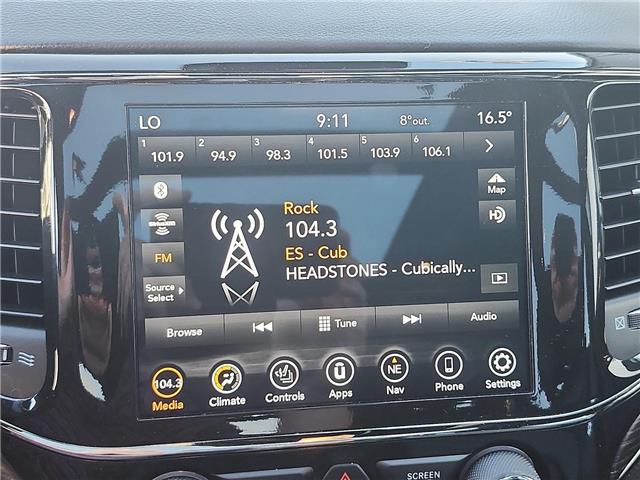 LO 9:11 8°out. 16.5°
1 2 3 4 5 6
101.9 94.9 98.3 101.5 103.9 106.1
Map
Rock
104.3
SIRIUSXM
HD
FM
ES - Cub
HEADSTONES - Cubically...
Source
Select
Browse Tune Audio
104.3 NE
Media Climate Controls Apps Nav Phone Settings
SCREEN